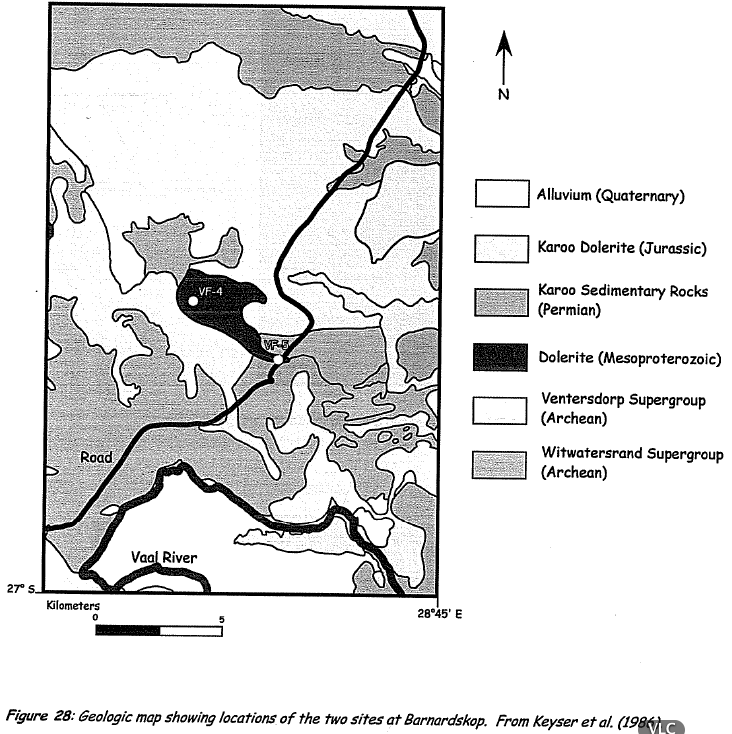 N
Alluvium (Quaternary)
Karoo Dolerite (Jurassic)
Karoo Sedimentary Rocks
(Permian)
Dolerite (Mesoproterozoic)
Ventersdorp Supergroup
(Archean)
Witwatersrand Supergroup
(Archean)
VF-4
VF-5
Road
Vaal River
27° S
28°45' E
Kilometers
0 5
Figure 28: Geologic map showing locations of the two sites at Barnardskop. From Keyser et al. (1986).
VLC